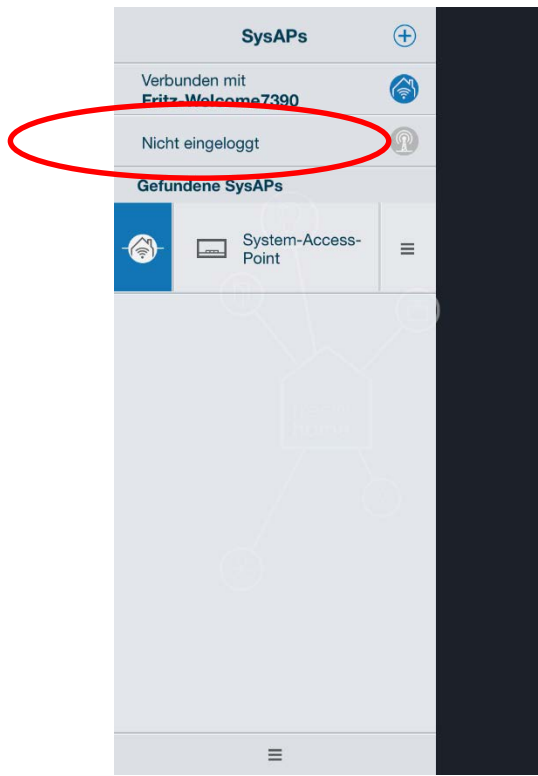 SysAPs
Verbunden mit
Fritz-Welcome7390
Nicht eingeloggt
Gefundene SysAPs
System-Access-
Point